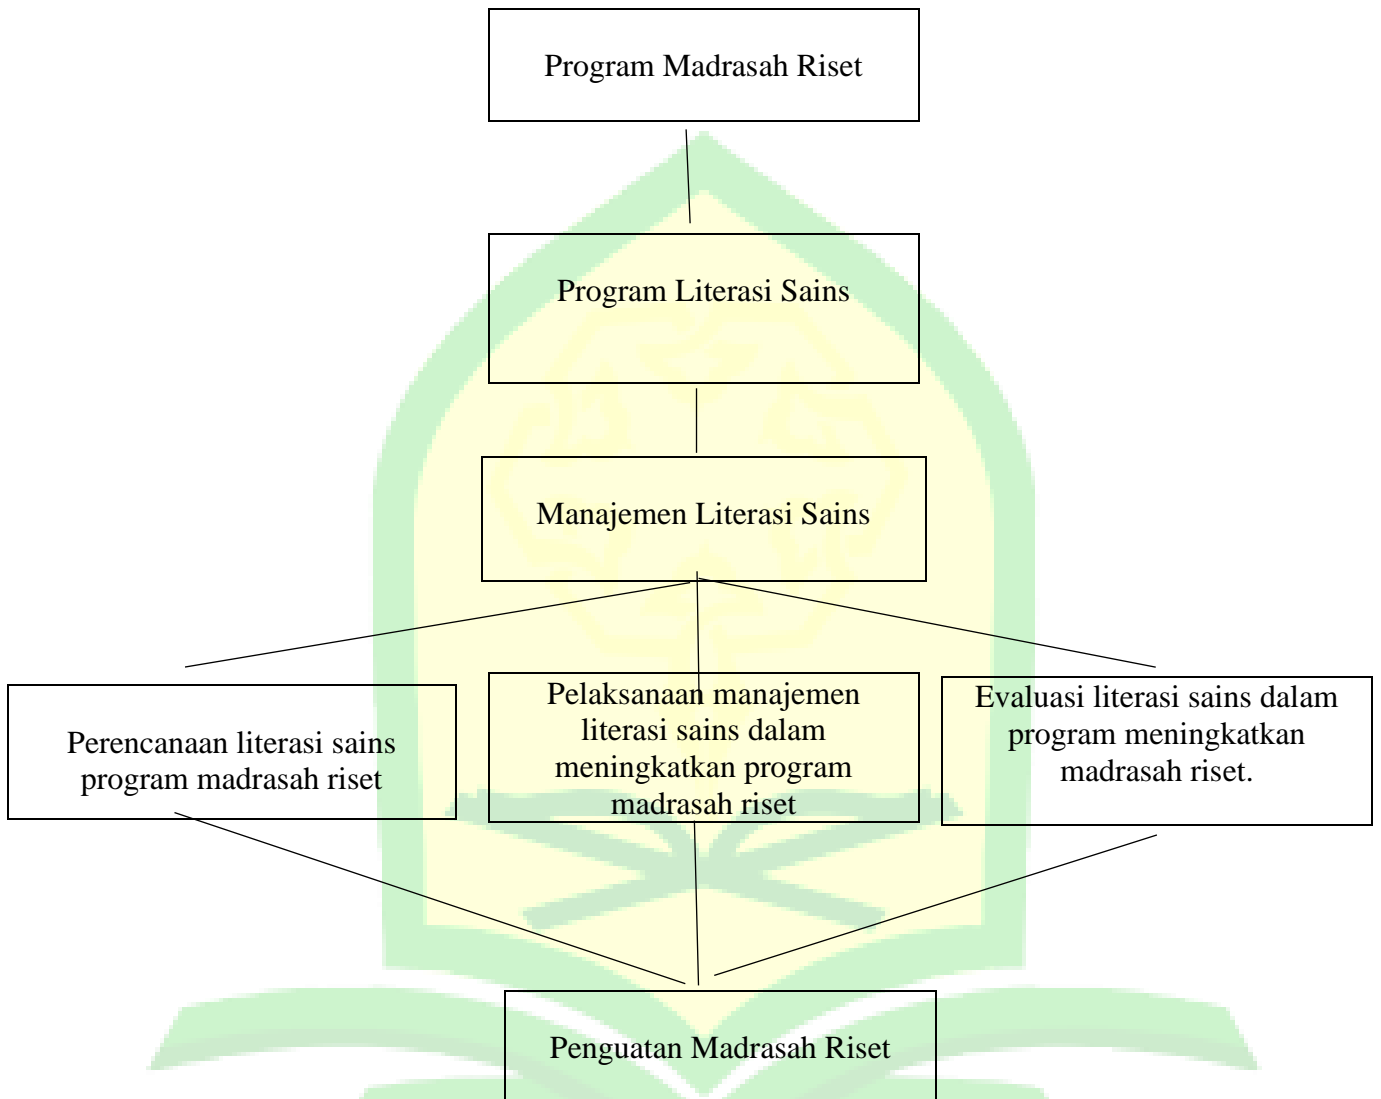 Program Madrasah Riset
Program Literasi Sains
Manajemen Literasi Sains
Perencanaan literasi sains
program madrasah riset
Pelaksanaan manajemen
literasi sains dalam
meningkatkan program
madrasah riset
Evaluasi literasi sains dalam
program meningkatkan
madrasah riset.
Penguatan Madrasah Riset